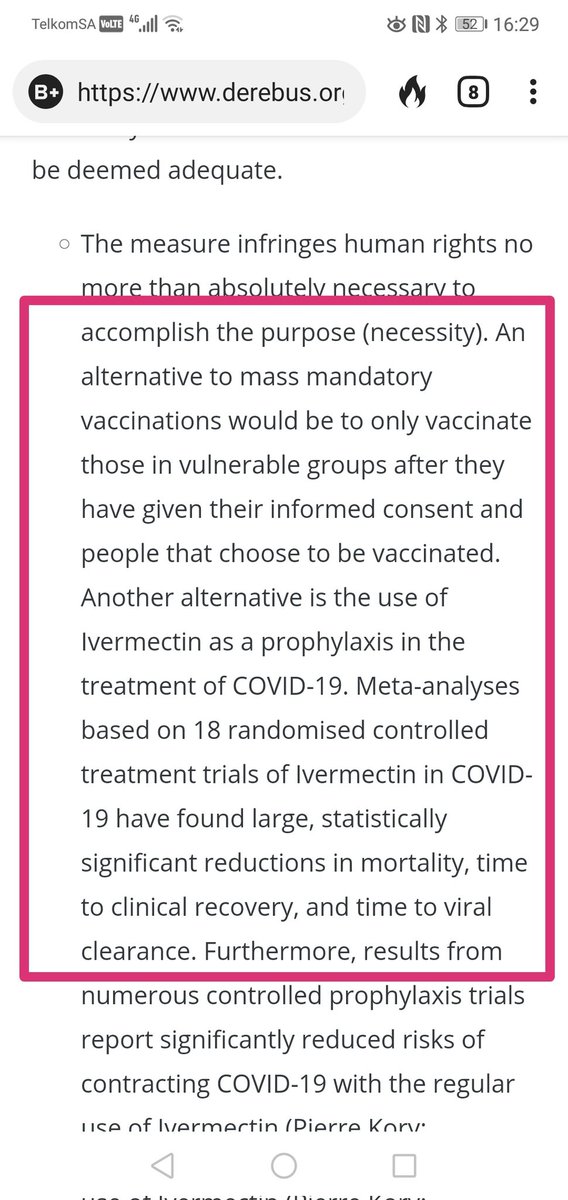 TelkomSA VoLTE 4G 52 16:29
B+ https://www.derebus.or 8
be deemed adequate.
The measure infringes human rights no
more than absolutely necessary to
accomplish the purpose (necessity). An
alternative to mass mandatory
vaccinations would be to only vaccinate
those in vulnerable groups after they
have given their informed consent and
people that choose to be vaccinated.
Another alternative is the use of
Ivermectin as a prophylaxis in the
treatment of COVID-19. Meta-analyses
based on 18 randomised controlled
treatment trials of Ivermectin in COVID-
19 have found large, statistically
significant reductions in mortality, time
to clinical recovery, and time to viral
clearance. Furthermore, results from
numerous controlled prophylaxis trials
report significantly reduced risks of
contracting COVID-19 with the regular
use of Ivermectin (Pierre Kory;
use of Ivermectin (Pierre Kory;